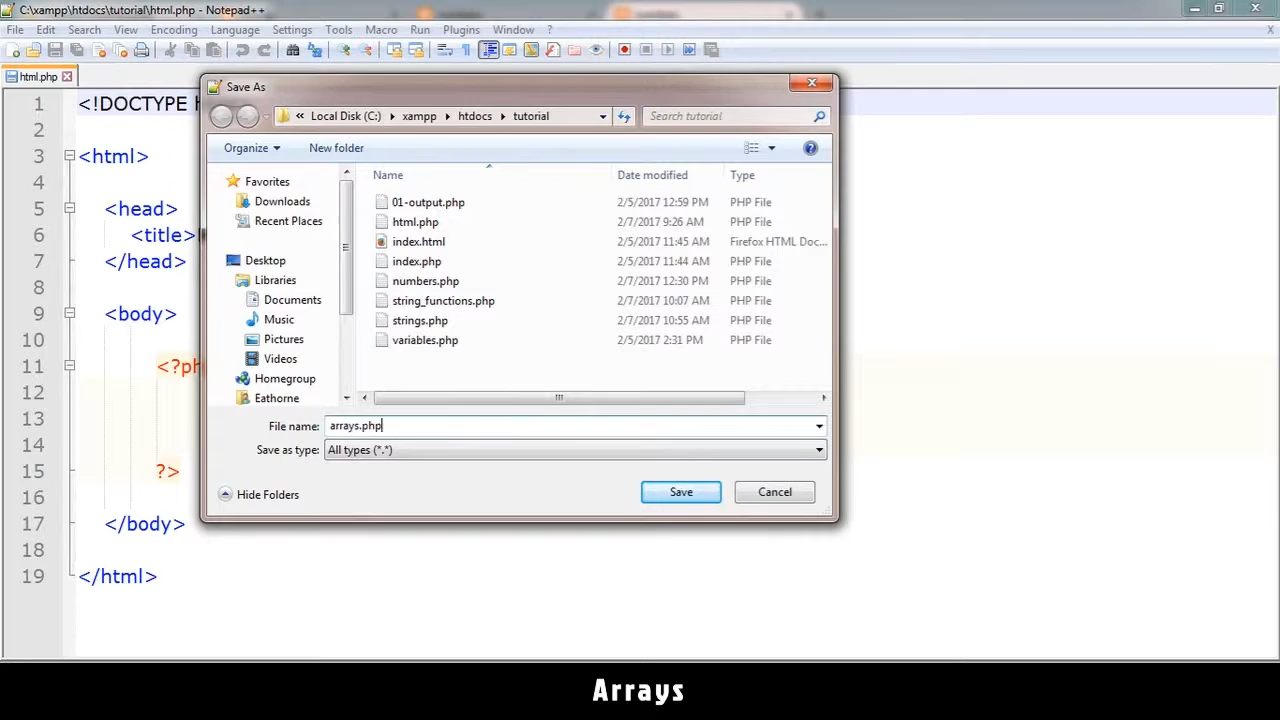 C:\xampp\htdocs\tutorial\html.php - Notepad++
File Edit Search View Encoding Language Settings Tools Macro Run Plugins Window ? X
html.php
Save As
« Local Disk (C:) xampp htdocs tutorial Search tutorial
Organize New folder
Name Date modified Type
Favorites
Downloads
Recent Places
Desktop
Libraries
Documents
Music
Pictures
Videos
Homegroup
Eathorne
01-output.php 2/5/2017 12:59 PM PHP File
html.php 2/7/2017 9:26 AM PHP File
index.html 2/5/2017 11:45 AM Firefox HTML Doc...
index.php 2/5/2017 11:44 AM PHP File
numbers.php 2/7/2017 12:30 PM PHP File
string_functions.php 2/7/2017 10:07 AM PHP File
strings.php 2/7/2017 10:55 AM PHP File
variables.php 2/5/2017 2:31 PM PHP File
File name: arrays.php
Save as type: All types (*.*)
Hide Folders Save Cancel
1 <!DOCTYPE
2
3 <html>
4
5 <head>
6 <title>
7 </head>
8
9 <body>
10
11 <?php
12
13
14
15 ?>
16
17 </body>
18
19 </html>
Arrays